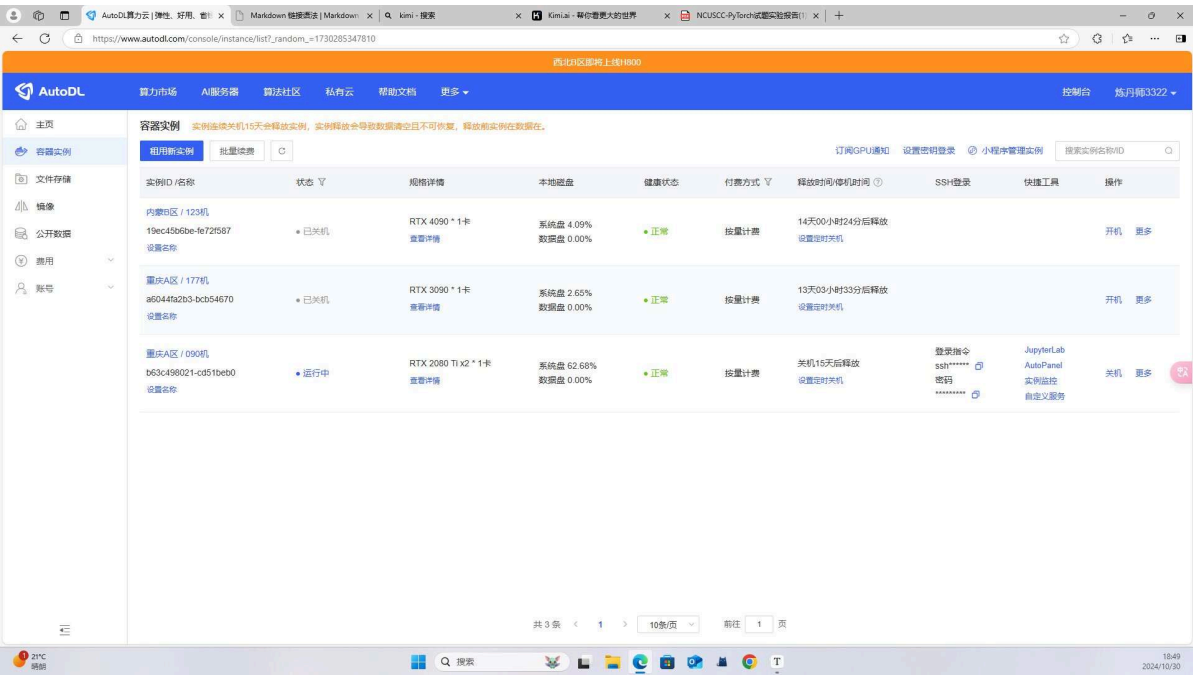 AutoDL算力云 | 弹性、好用、省
Markdown 链接语法 | Markdown
kimi - 搜索
Kimi.ai - 帮你看更大的世界
NCUSCC-PyTorch试题实验报告(1)
https://www.autodl.com/console/instance/list?_random_=1730285347810
西北B区即将上线H800
AutoDL 算力市场 AI服务器 算法社区 私有云 帮助文档 更多 控制台 炼丹师3322
主页
容器实例
文件存储
镜像
公开数据
费用
账号
容器实例 实例连续关机15天会释放实例，实例释放会导致数据清空且不可恢复，释放前实例在数据在。
租用新实例 批量续费 订阅GPU通知 设置密钥登录 小程序管理实例 搜索实例名称/ID
实例ID /名称 状态 规格详情 本地磁盘 健康状态 付费方式 释放时间/停机时间 SSH登录 快捷工具 操作
内蒙B区 / 123机
19ec45b6be-fe72f587
设置名称
已关机
RTX 4090 * 1卡
查看详情
系统盘 4.09%
数据盘 0.00%
正常
按量计费
14天00小时24分后释放
设置定时关机
开机 更多
重庆A区 / 177机
a6044fa2b3-bcb54670
设置名称
已关机
RTX 3090 * 1卡
查看详情
系统盘 2.65%
数据盘 0.00%
正常
按量计费
13天03小时33分后释放
设置定时关机
开机 更多
重庆A区 / 090机
b63c498021-cd51beb0
设置名称
运行中
RTX 2080 Ti x2 * 1卡
查看详情
系统盘 62.68%
数据盘 0.00%
正常
按量计费
关机15天后释放
设置定时关机
登录指令
ssh******
密码
*********
JupyterLab
AutoPanel
实例监控
自定义服务
关机 更多
共 3 条 1 10条/页 前往 1 页
1
21°C
晴朗
搜索
18:49
2024/10/30